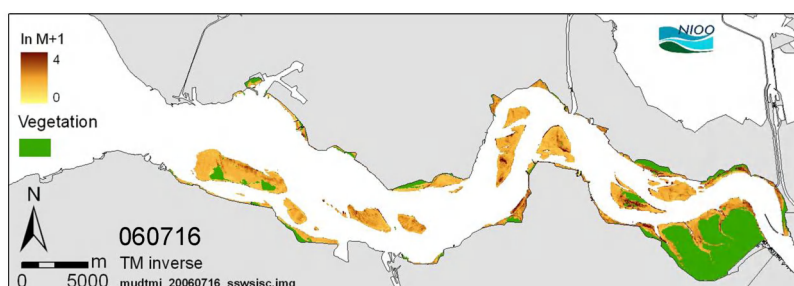 ln M+1
4
0
Vegetation
N
m
0 5000
060716
TM inverse
mudtmi_20060716_sswsisc.img
NIOO